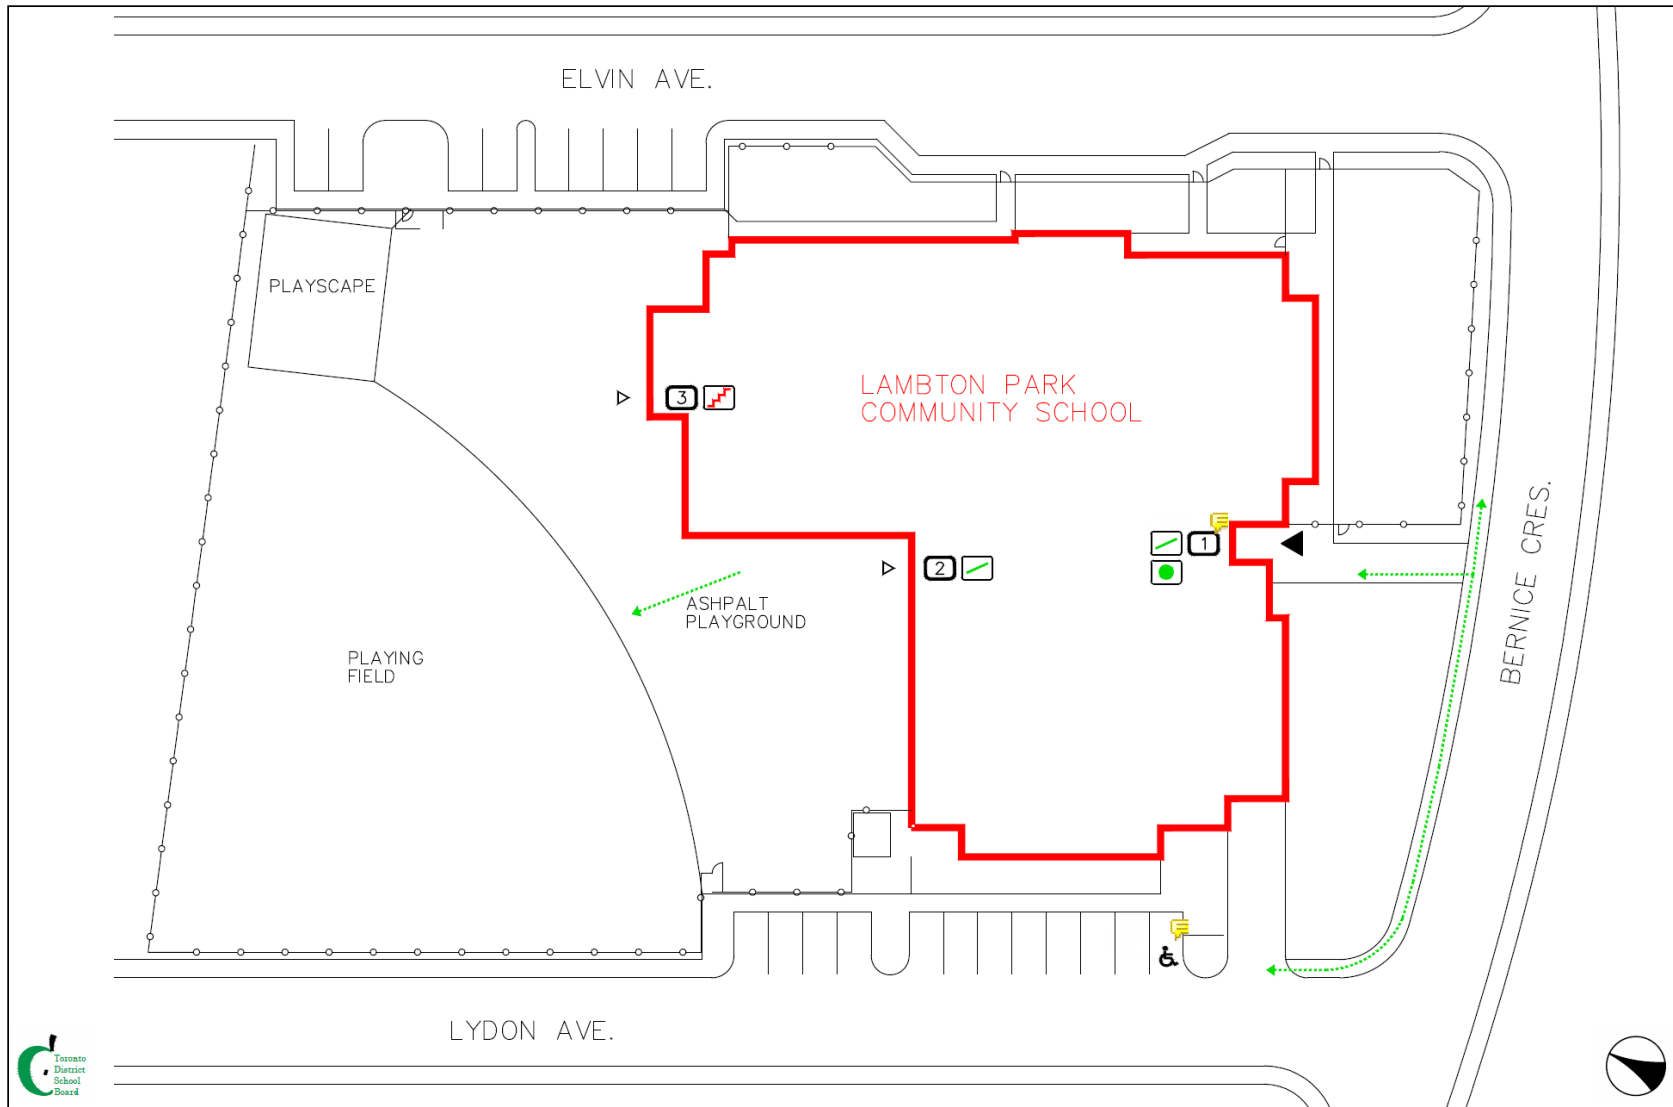 ELVIN AVE.
PLAYSCAPE
3
LAMBTON PARK
COMMUNITY SCHOOL
1
2
ASHPALT
PLAYGROUND
PLAYING
FIELD
BERNICE CRES.
LYDON AVE.
Toronto
District
School
Board